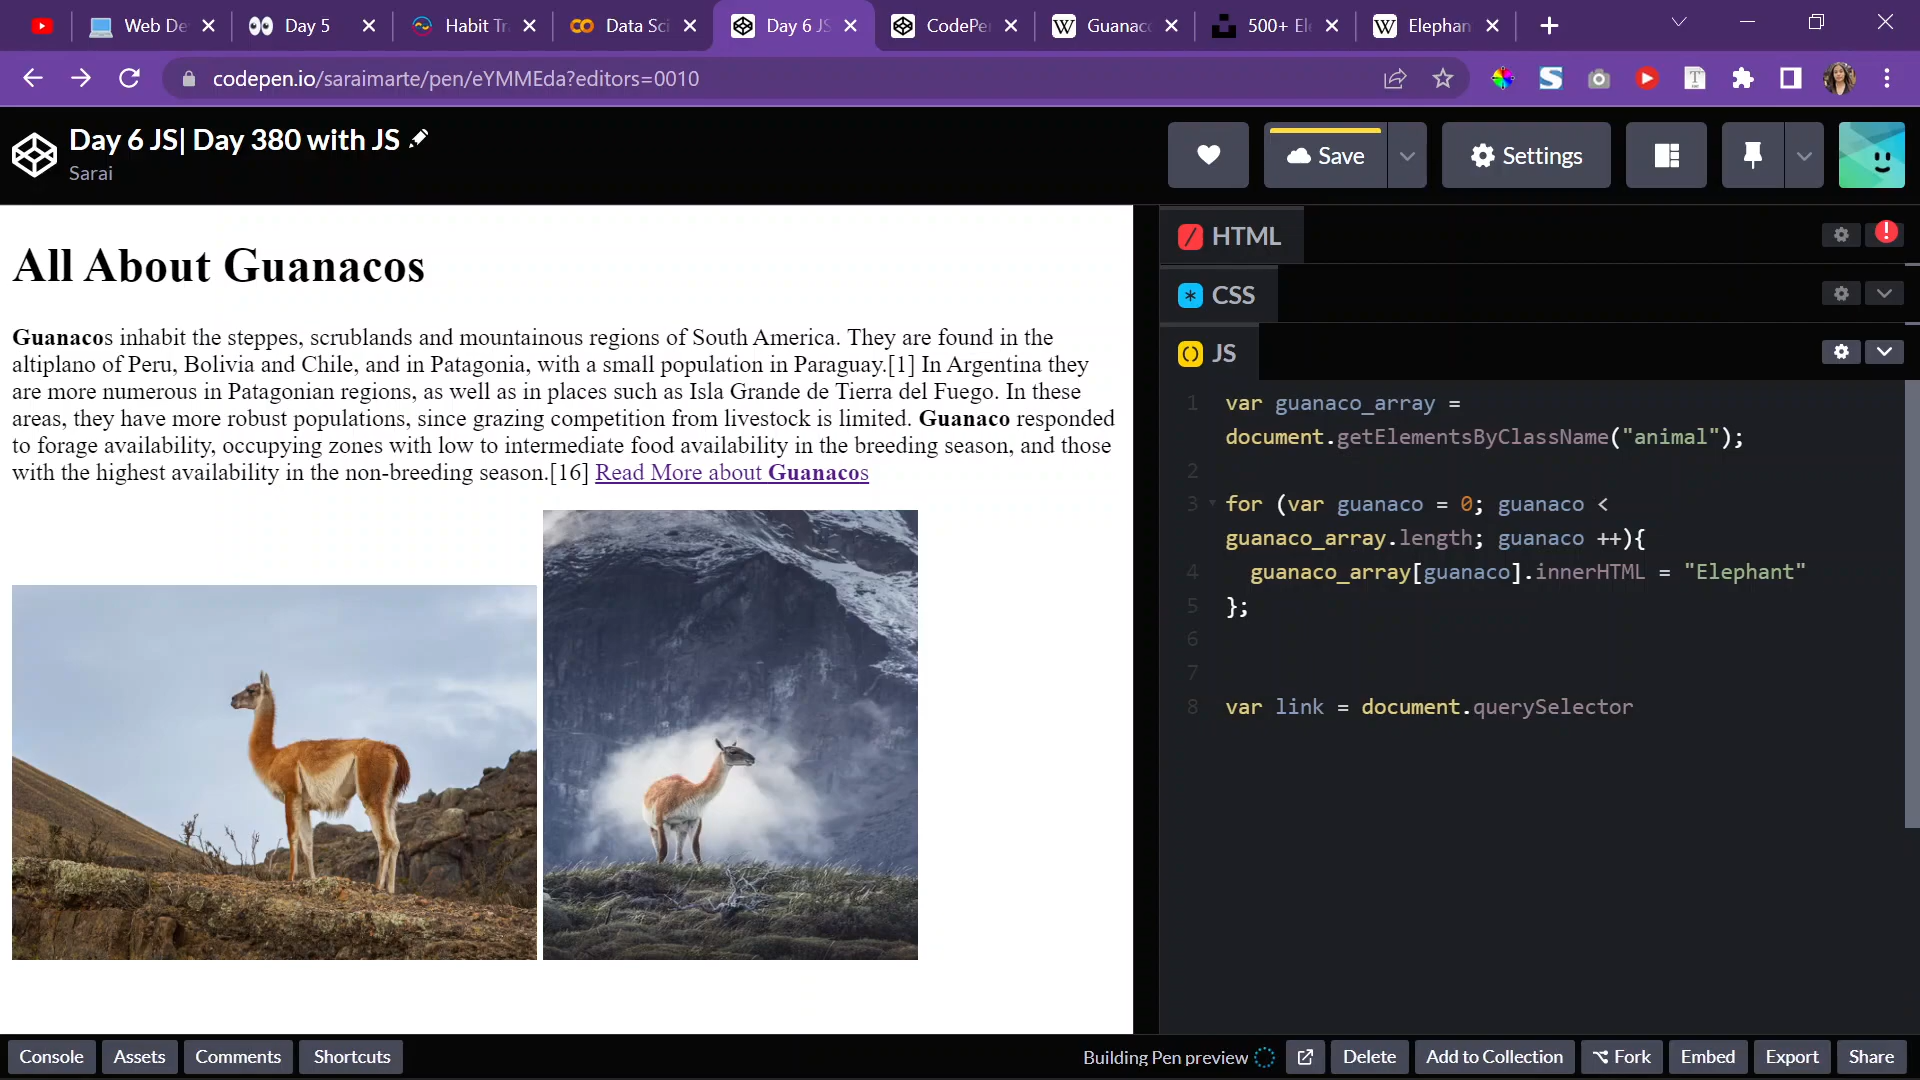 Web De
Day 5
Habit Tr
Data Sci
Day 6 JS
CodePe
Guanaco
500+ El
Elephan
codepen.io/saraimarte/pen/eYMMEda?editors=0010
Day 6 JS| Day 380 with JS
Sarai
Save
Settings
All About Guanacos
Guanacos inhabit the steppes, scrublands and mountainous regions of South America. They are found in the
altiplano of Peru, Bolivia and Chile, and in Patagonia, with a small population in Paraguay.[1] In Argentina they
are more numerous in Patagonian regions, as well as in places such as Isla Grande de Tierra del Fuego. In these
areas, they have more robust populations, since grazing competition from livestock is limited. Guanaco responded
to forage availability, occupying zones with low to intermediate food availability in the breeding season, and those
with the highest availability in the non-breeding season.[16] Read More about Guanacos
HTML
CSS
JS
1 var guanaco_array =
document.getElementsByClassName("animal");
2
3 for (var guanaco = 0; guanaco <
guanaco_array.length; guanaco ++){
4 guanaco_array[guanaco].innerHTML = "Elephant"
5 };
6
7
8 var link = document.querySelector
Console
Assets
Comments
Shortcuts
Building Pen preview
Delete
Add to Collection
Fork
Embed
Export
Share